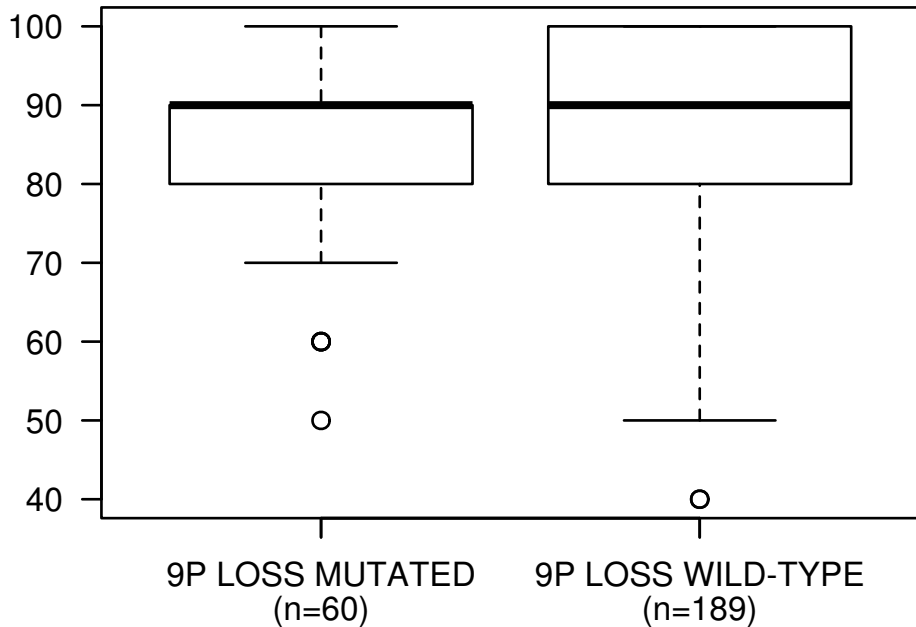 100
90
80
70
60
50
40
9P LOSS MUTATED
(n=60)
9P LOSS WILD-TYPE
(n=189)